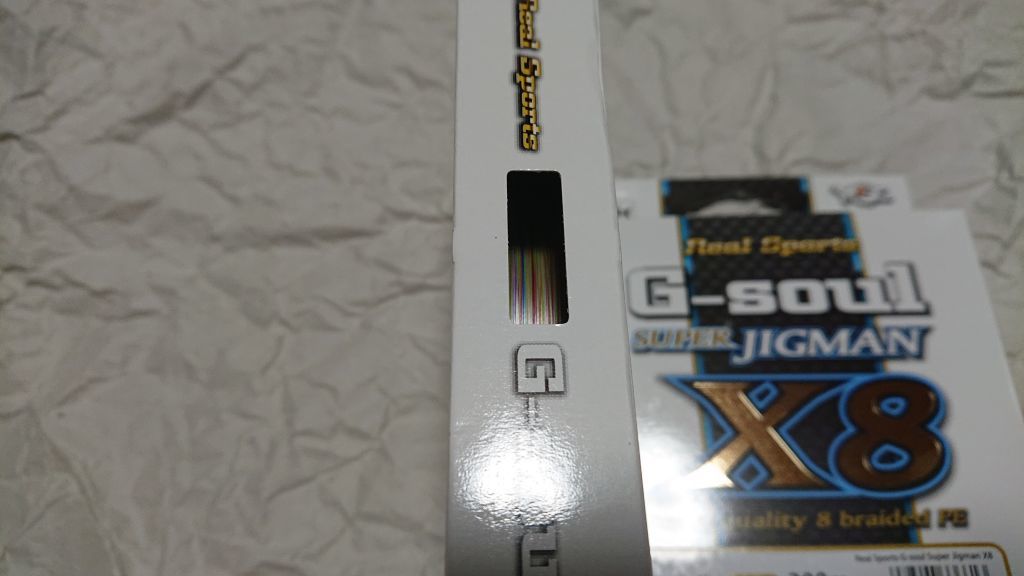 Real Sports
G-
Real Sports
G-soul
SUPER JIGMAN
X8
quality 8 braided PE
Real Sports G-soul Super Jigman X8